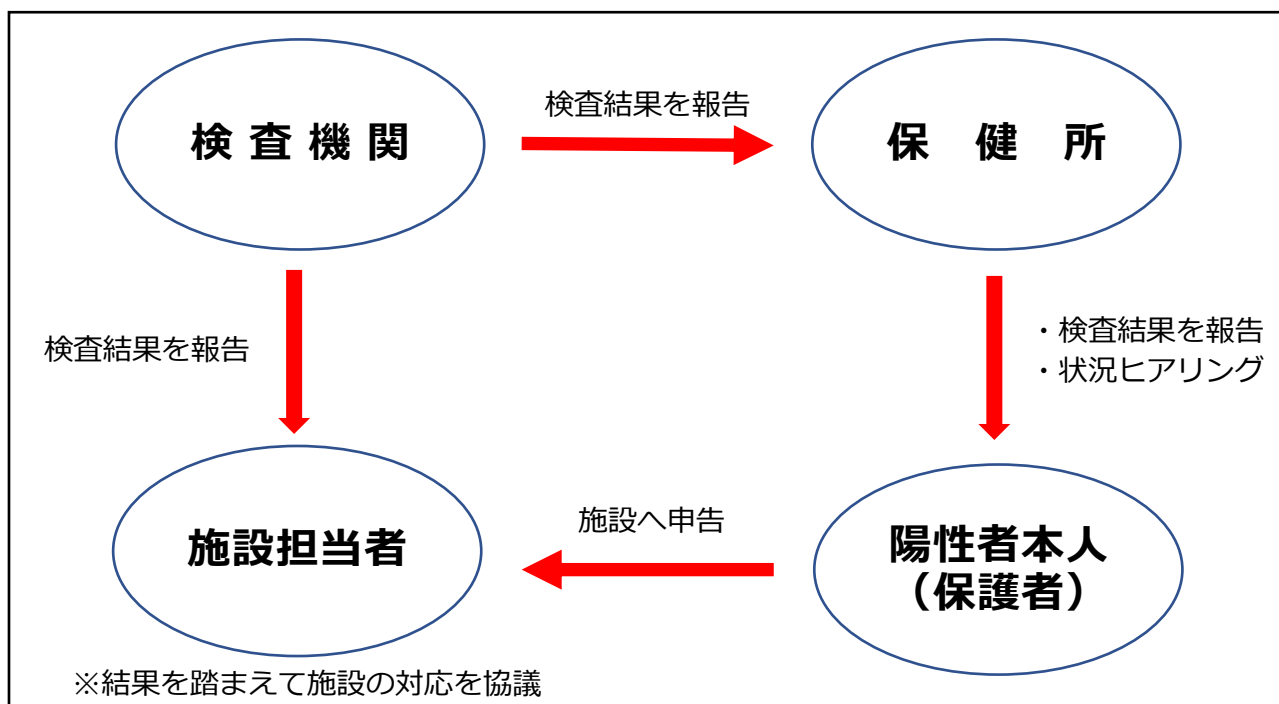 検査結果を報告
検 査 機 関
保　健　所
検査結果を報告
・検査結果を報告
・状況ヒアリング
施設へ申告
施設担当者
陽性者本人
（保護者）
※結果を踏まえて施設の対応を協議